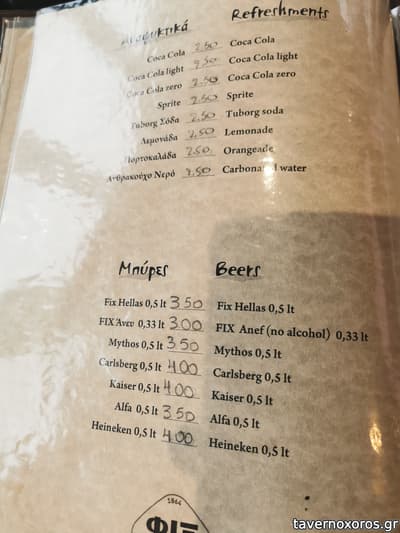 Αναψυκτικά Refreshments
Coca Cola 2.50 Coca Cola
Coca Cola light 2,50 Coca Cola light
Coca Cola zero 2.50 Coca Cola zero
Sprite 2.50 Sprite
Tuborg Σόδα 2.50 Tuborg soda
Λεμονάδα 2,50 Lemonade
Πορτοκαλάδα 2.50. Orangeade
Ανθρακούχο Νερό 2.50 Carbonated water
Μπύρες Beers
Fix Hellas 0,5 lt 3.50 Fix Hellas 0,5 lt
FIX Άνευ 0,33 lt 3.00 FIX Anef (no alcohol) 0,33 lt
Mythos 0,5 lt 3.50 Mythos 0,5 lt
Carlsberg 0,5 lt 4.00 Carlsberg 0,5 lt
Kaiser 0,5 lt 4.00 Kaiser 0,5 lt
Alfa 0,5 lt 3.50 Alfa 0,5 lt
Heineken 0,5 lt 4.00 Heineken 0,5 lt
1864
ΦΙΞ
tavernoxoros.gr